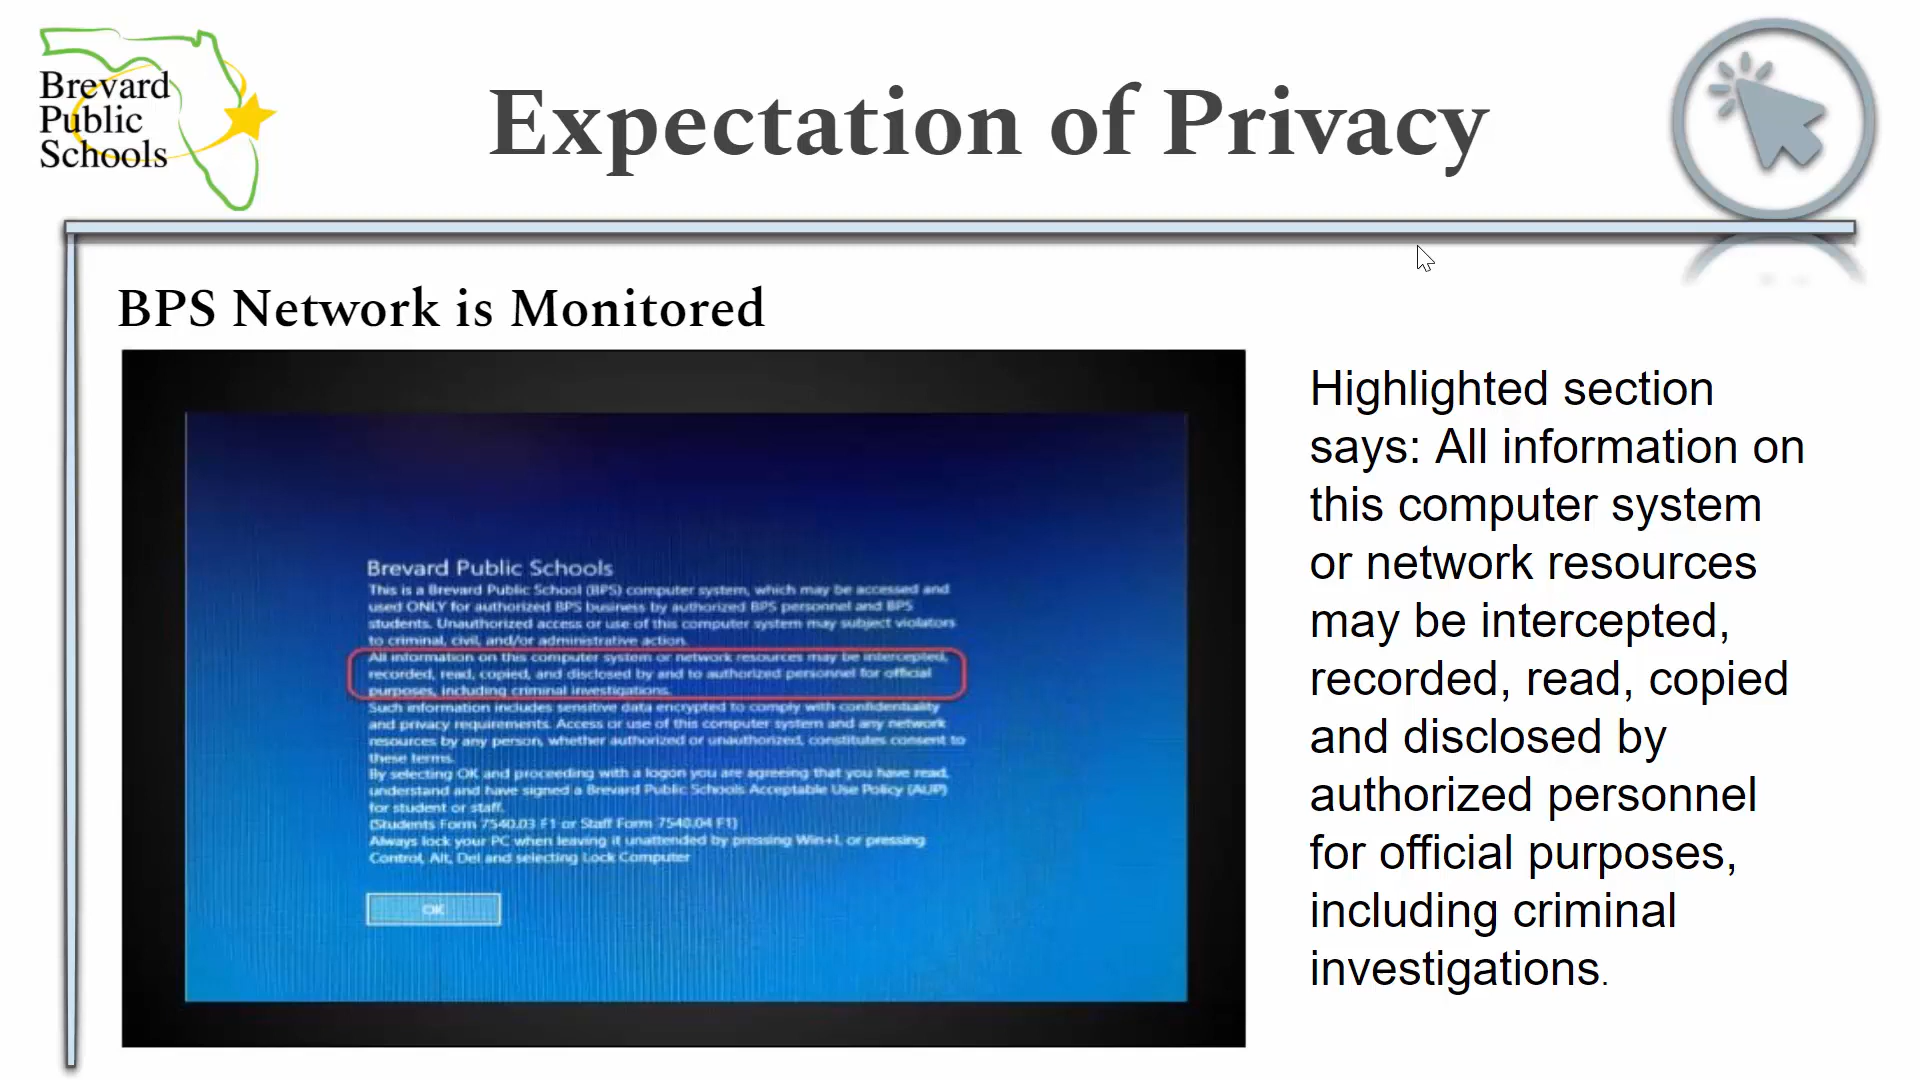 Brevard
Public
Schools
Expectation of Privacy
BPS Network is Monitored
Brevard Public Schools
This is a Brevard Public School (BPS) computer system, which may be accessed and
used ONLY for authorized BPS business by authorized BPS personnel and BPS
students. Unauthorized access or use of this computer system may subject violators
to criminal, civil, and/or administrative action.
All information on this computer system or network resources may be intercepted,
recorded, read, copied, and disclosed by and to authorized personnel for official
purposes, including criminal investigations.
Such information includes sensitive data encrypted to comply with confidentiality
and privacy requirements. Access or use of this computer system and any network
resources by any person, whether authorized or unauthorized, constitutes consent to
these terms.
By selecting OK and proceeding with a logon you are agreeing that you have read,
understand and have signed a Brevard Public Schools Acceptable Use Policy (AUP)
for student or staff.
(Students Form 7540.03 F1 or Staff Form 7540.04 F1)
Always lock your PC when leaving it unattended by pressing Win+L or pressing
Control, Alt, Del and selecting Lock Computer
OK
Highlighted section
says: All information on
this computer system
or network resources
may be intercepted,
recorded, read, copied
and disclosed by
authorized personnel
for official purposes,
including criminal
investigations.